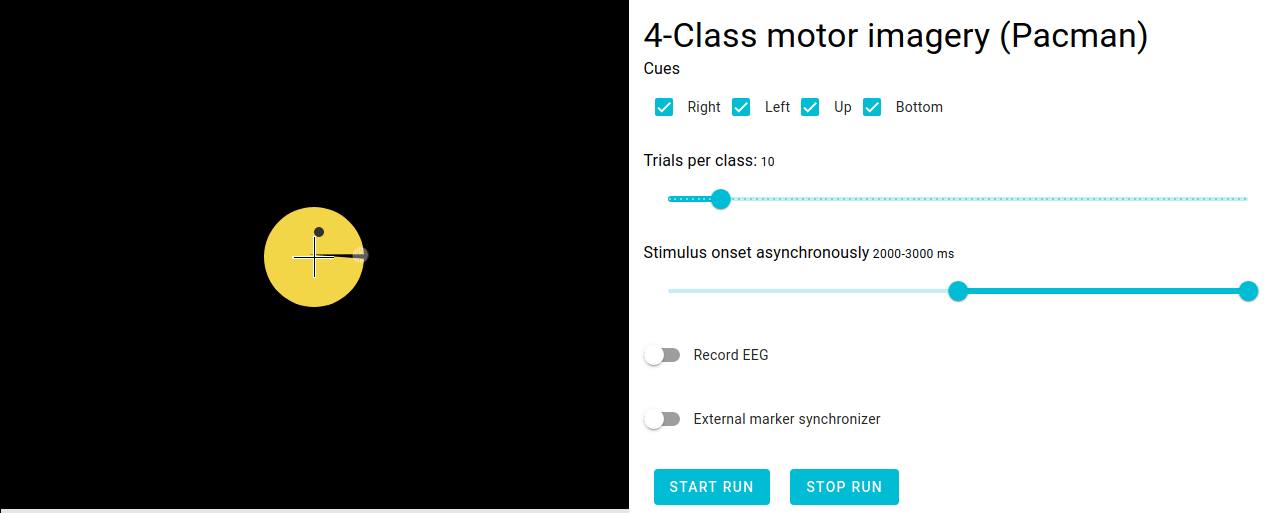 4-Class motor imagery (Pacman)
Cues
Right Left Up Bottom
Trials per class: 10
Stimulus onset asynchronously 2000-3000 ms
Record EEG
External marker synchronizer
START RUN STOP RUN